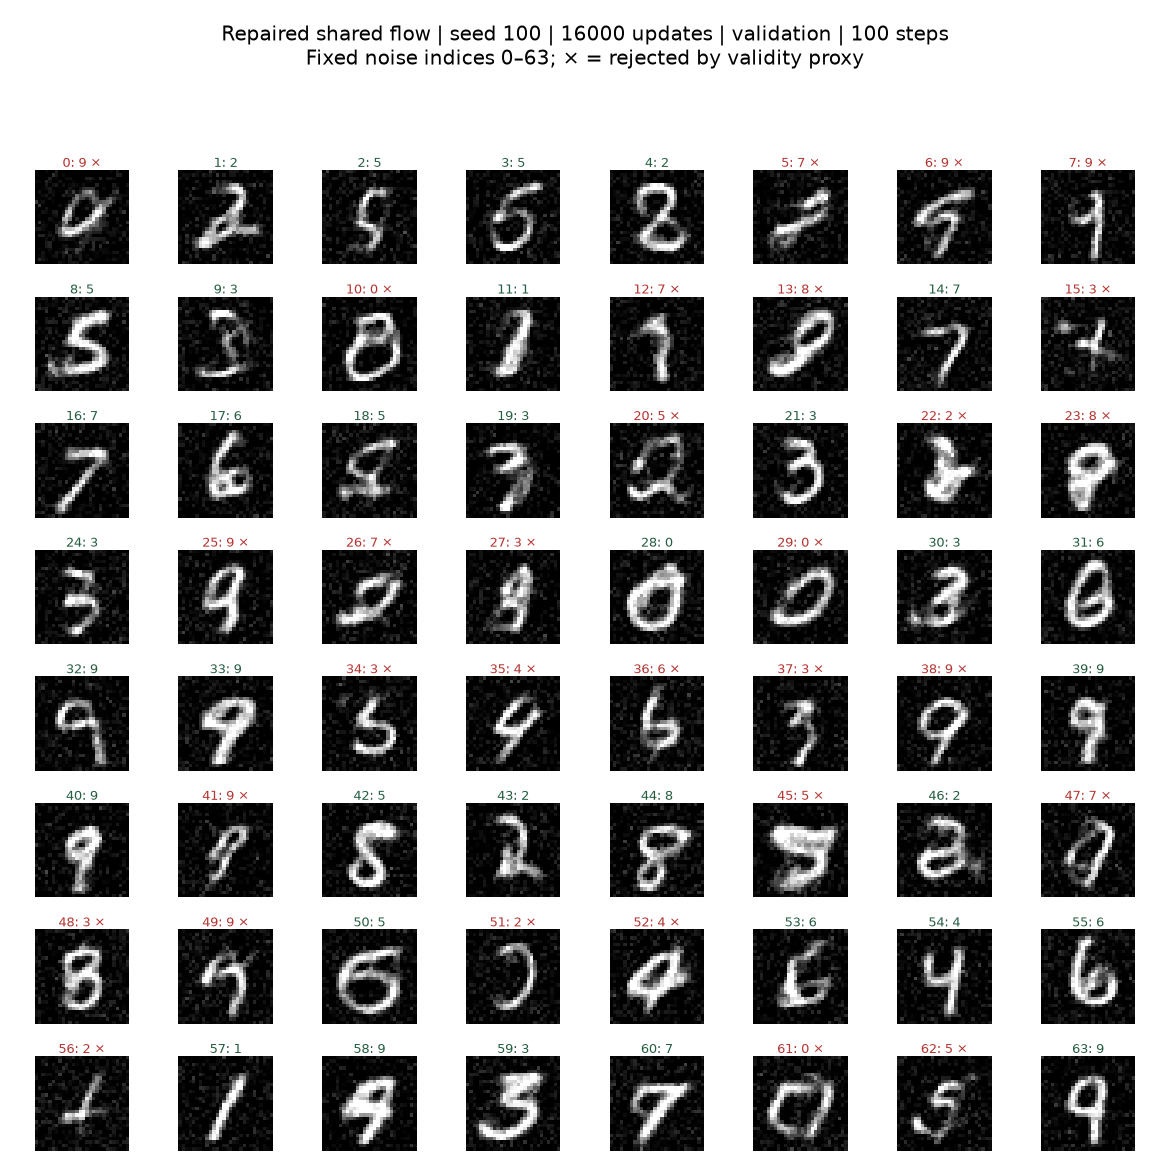 Repaired shared flow | seed 100 | 16000 updates | validation | 100 steps
Fixed noise indices 0–63; × = rejected by validity proxy
0: 9 × 1: 2 2: 5 3: 5 4: 2 5: 7 × 6: 9 × 7: 9 ×
8: 5 9: 3 10: 0 × 11: 1 12: 7 × 13: 8 × 14: 7 15: 3 ×
16: 7 17: 6 18: 5 19: 3 20: 5 × 21: 3 22: 2 × 23: 8 ×
24: 3 25: 9 × 26: 7 × 27: 3 × 28: 0 29: 0 × 30: 3 31: 6
32: 9 33: 9 34: 3 × 35: 4 × 36: 6 × 37: 3 × 38: 9 × 39: 9
40: 9 41: 9 × 42: 5 43: 2 44: 8 45: 5 × 46: 2 47: 7 ×
48: 3 × 49: 9 × 50: 5 51: 2 × 52: 4 × 53: 6 54: 4 55: 6
56: 2 × 57: 1 58: 9 59: 3 60: 7 61: 0 × 62: 5 × 63: 9